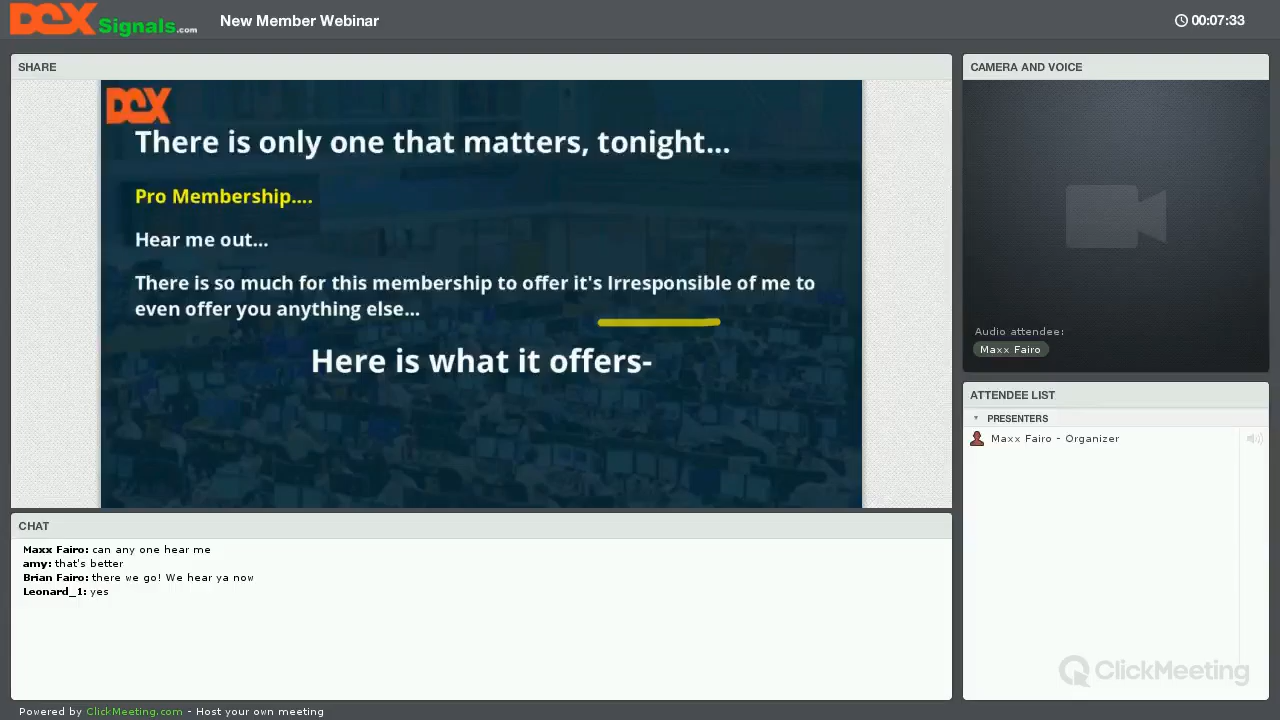 DCX Signals.com New Member Webinar 00:07:33
SHARE
DCX
There is only one that matters, tonight...
Pro Membership....
Hear me out...
There is so much for this membership to offer it's Irresponsible of me to
even offer you anything else...
Here is what it offers-
CAMERA AND VOICE
Audio attendee:
Maxx Fairo
ATTENDEE LIST
PRESENTERS
Maxx Fairo - Organizer
CHAT
Maxx Fairo: can any one hear me
amy: that's better
Brian Fairo: there we go! We hear ya now
Leonard_1: yes
ClickMeeting
Powered by ClickMeeting.com - Host your own meeting